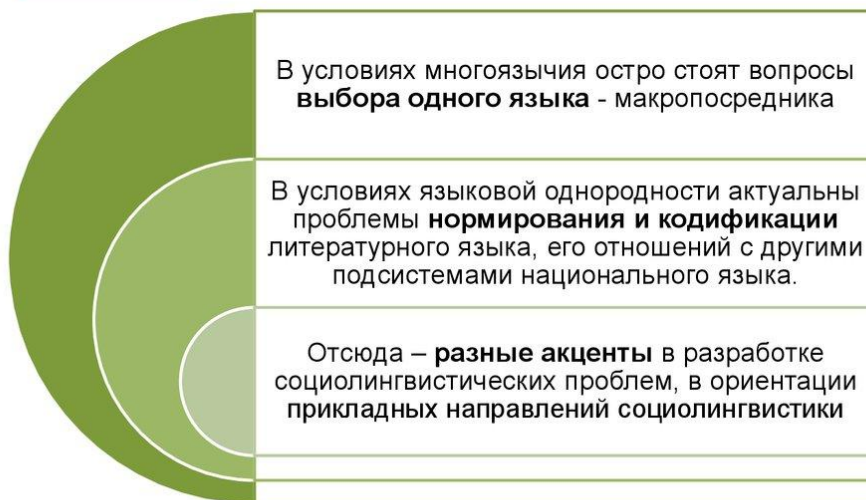 В условиях многоязычия остро стоят вопросы
выбора одного языка - макропосредника
В условиях языковой однородности актуальны
проблемы нормирования и кодификации
литературного языка, его отношений с другими
подсистемами национального языка.
Отсюда – разные акценты в разработке
социолингвистических проблем, в ориентации
прикладных направлений социолингвистики